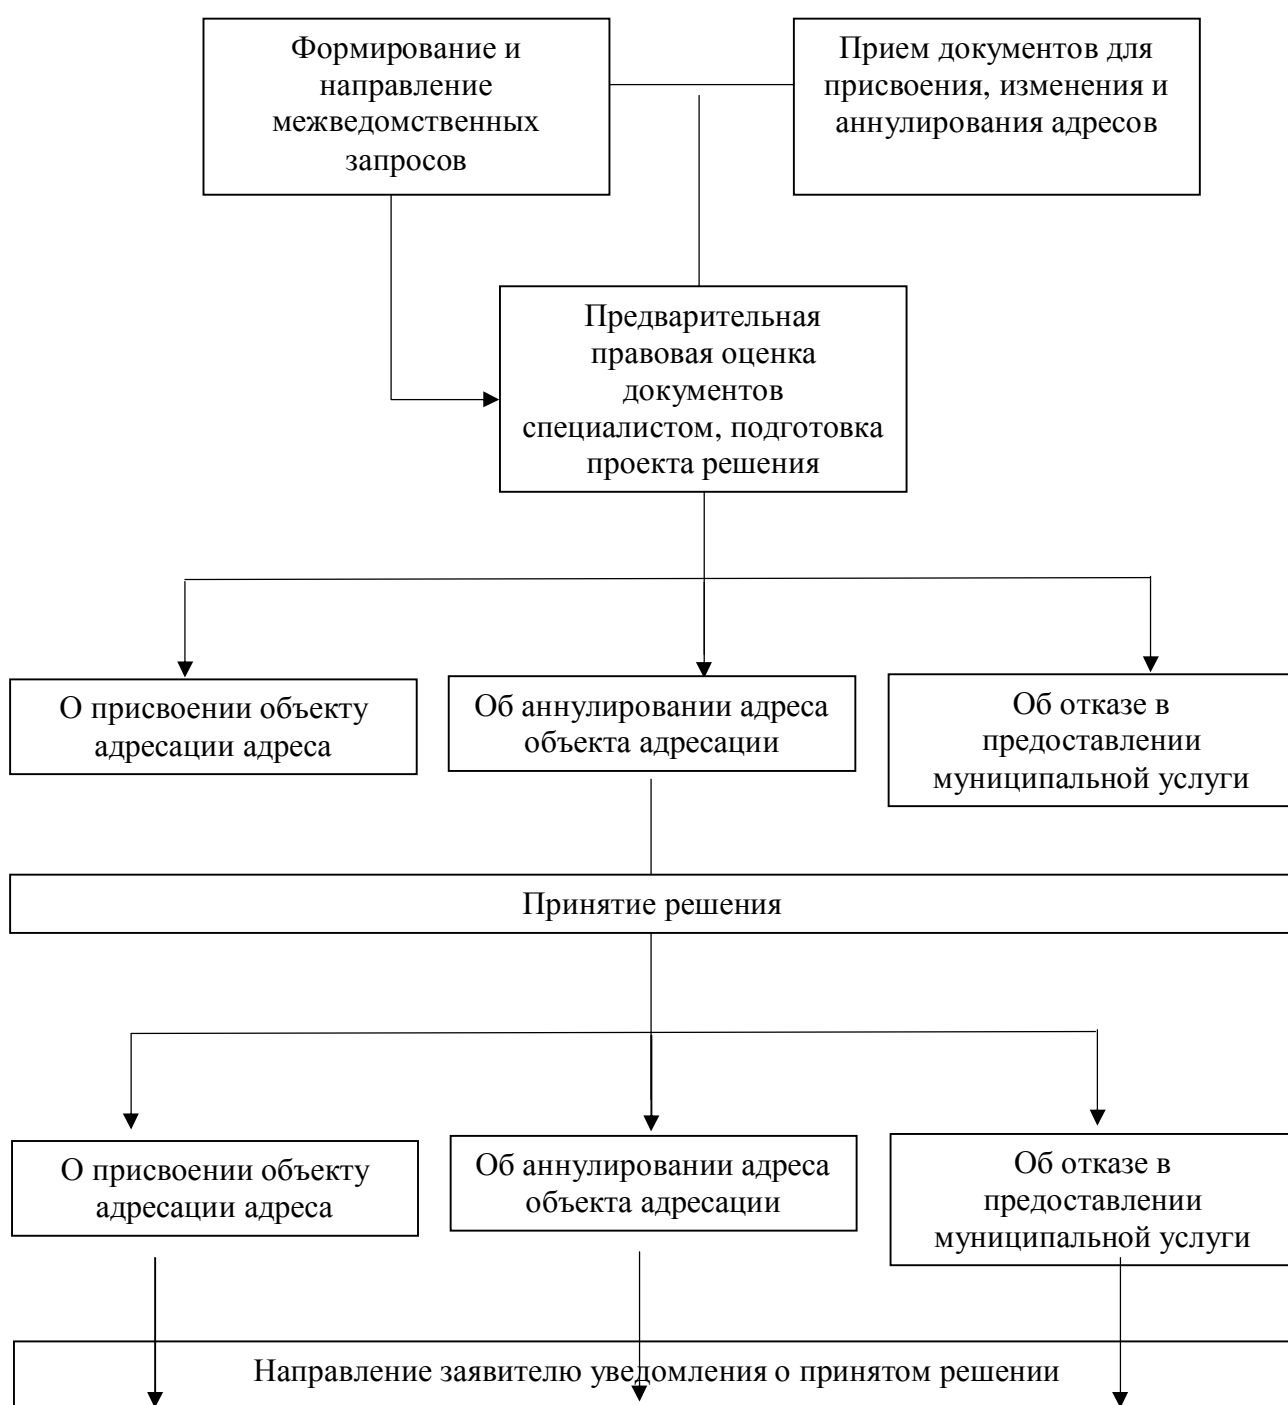 Формирование и
направление
межведомственных
запросов
Прием документов для
присвоения, изменения и
аннулирования адресов
Предварительная
правовая оценка
документов
специалистом, подготовка
проекта решения
О присвоении объекту
адресации адреса
Об аннулировании адреса
объекта адресации
Об отказе в
предоставлении
муниципальной услуги
Принятие решения
О присвоении объекту
адресации адреса
Об аннулировании адреса
объекта адресации
Об отказе в
предоставлении
муниципальной услуги
Направление заявителю уведомления о принятом решении